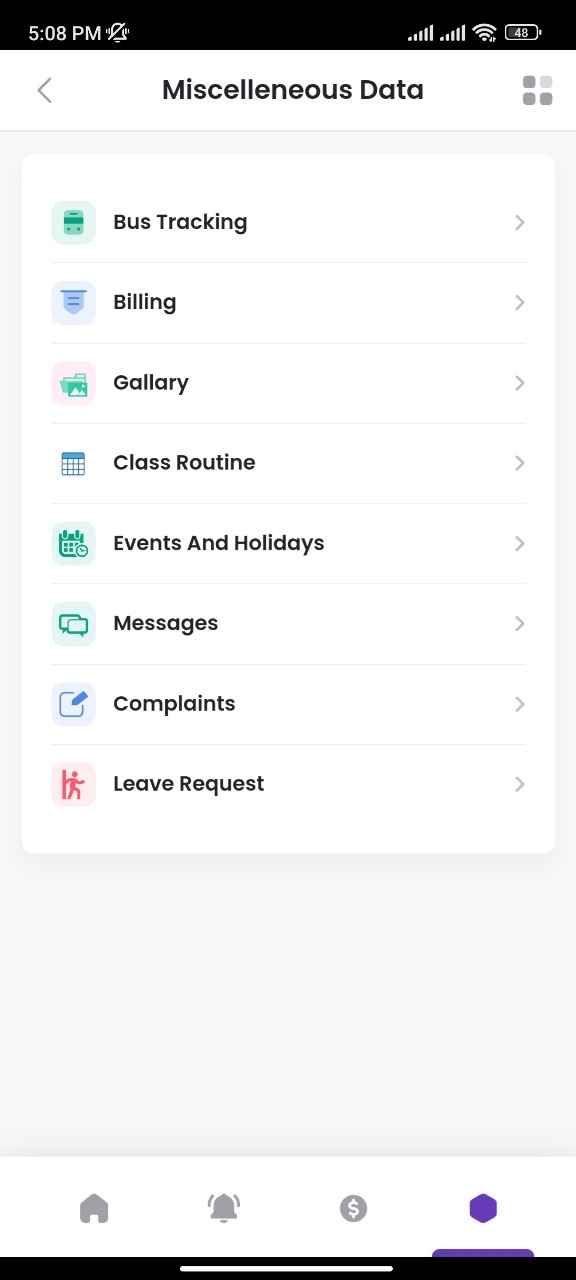 5:08 PM
48
Miscelleneous Data
Bus Tracking
Billing
Gallary
Class Routine
Events And Holidays
Messages
Complaints
Leave Request